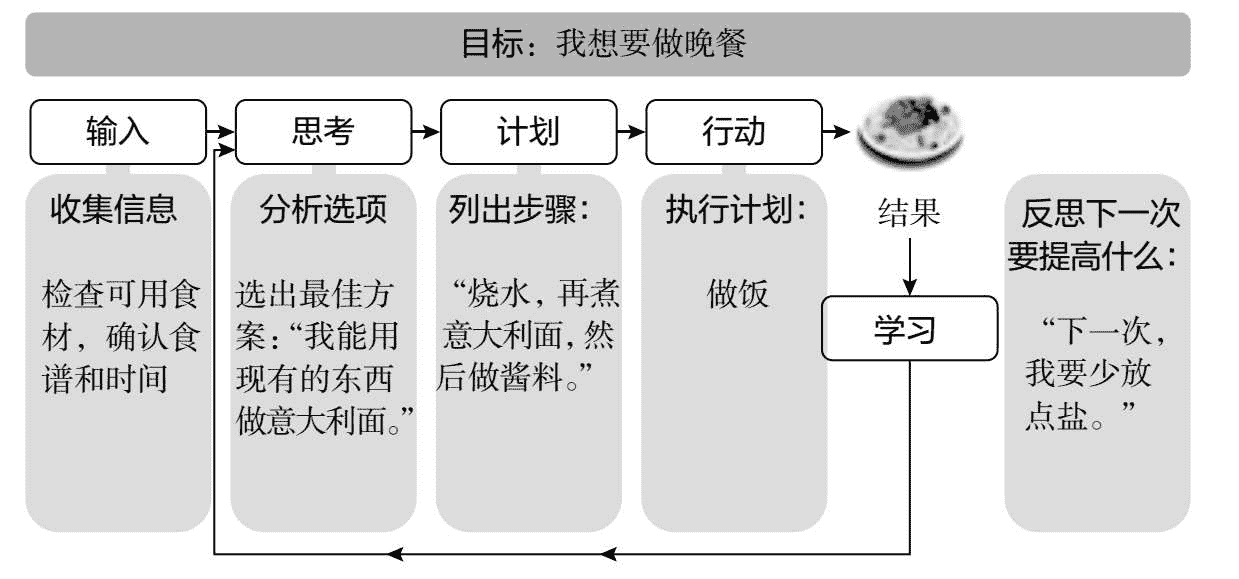 目标：我想要做晚餐
输入
思考
计划
行动
收集信息
检查可用食
材，确认食
谱和时间
分析选项
选出最佳方
案：“我能用
现有的东西
做意大利面。”
列出步骤：
“烧水，再煮
意大利面，然
后做酱料。”
执行计划：
做饭
结果
学习
反思下一次
要提高什么：
“下一次，
我要少放
点盐。”